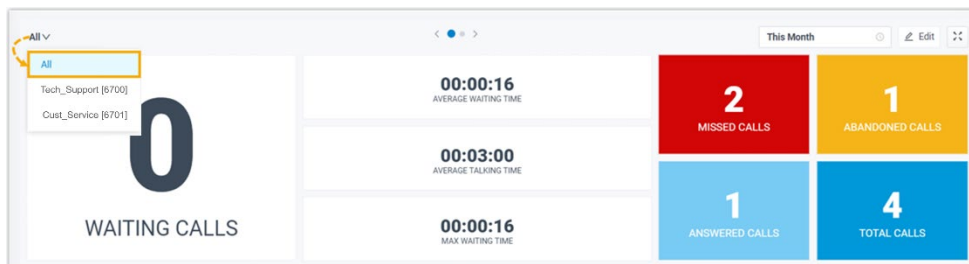 All
This Month
Edit
All
Tech_Support [6700]
Cust_Service [6701]
0
WAITING CALLS
00:00:16
AVERAGE WAITING TIME
00:03:00
AVERAGE TALKING TIME
00:00:16
MAX WAITING TIME
2
MISSED CALLS
1
ABANDONED CALLS
1
ANSWERED CALLS
4
TOTAL CALLS